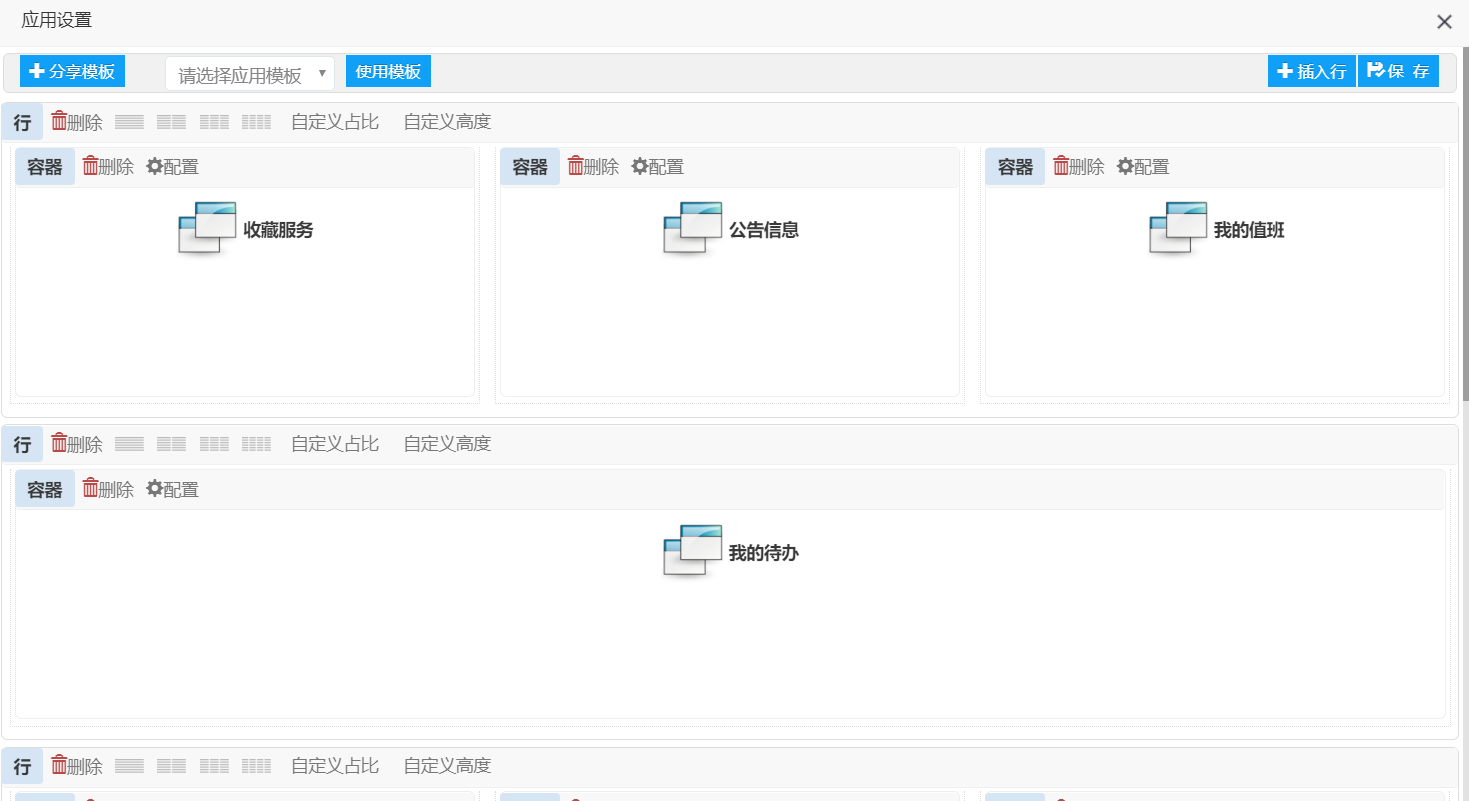 应用设置
分享模板 请选择应用模板 使用模板 插入行 保 存
行 删除 自定义占比 自定义高度
容器 删除 配置 容器 删除 配置 容器 删除 配置
收藏服务 公告信息 我的值班
行 删除 自定义占比 自定义高度
容器 删除 配置
我的待办
行 删除 自定义占比 自定义高度